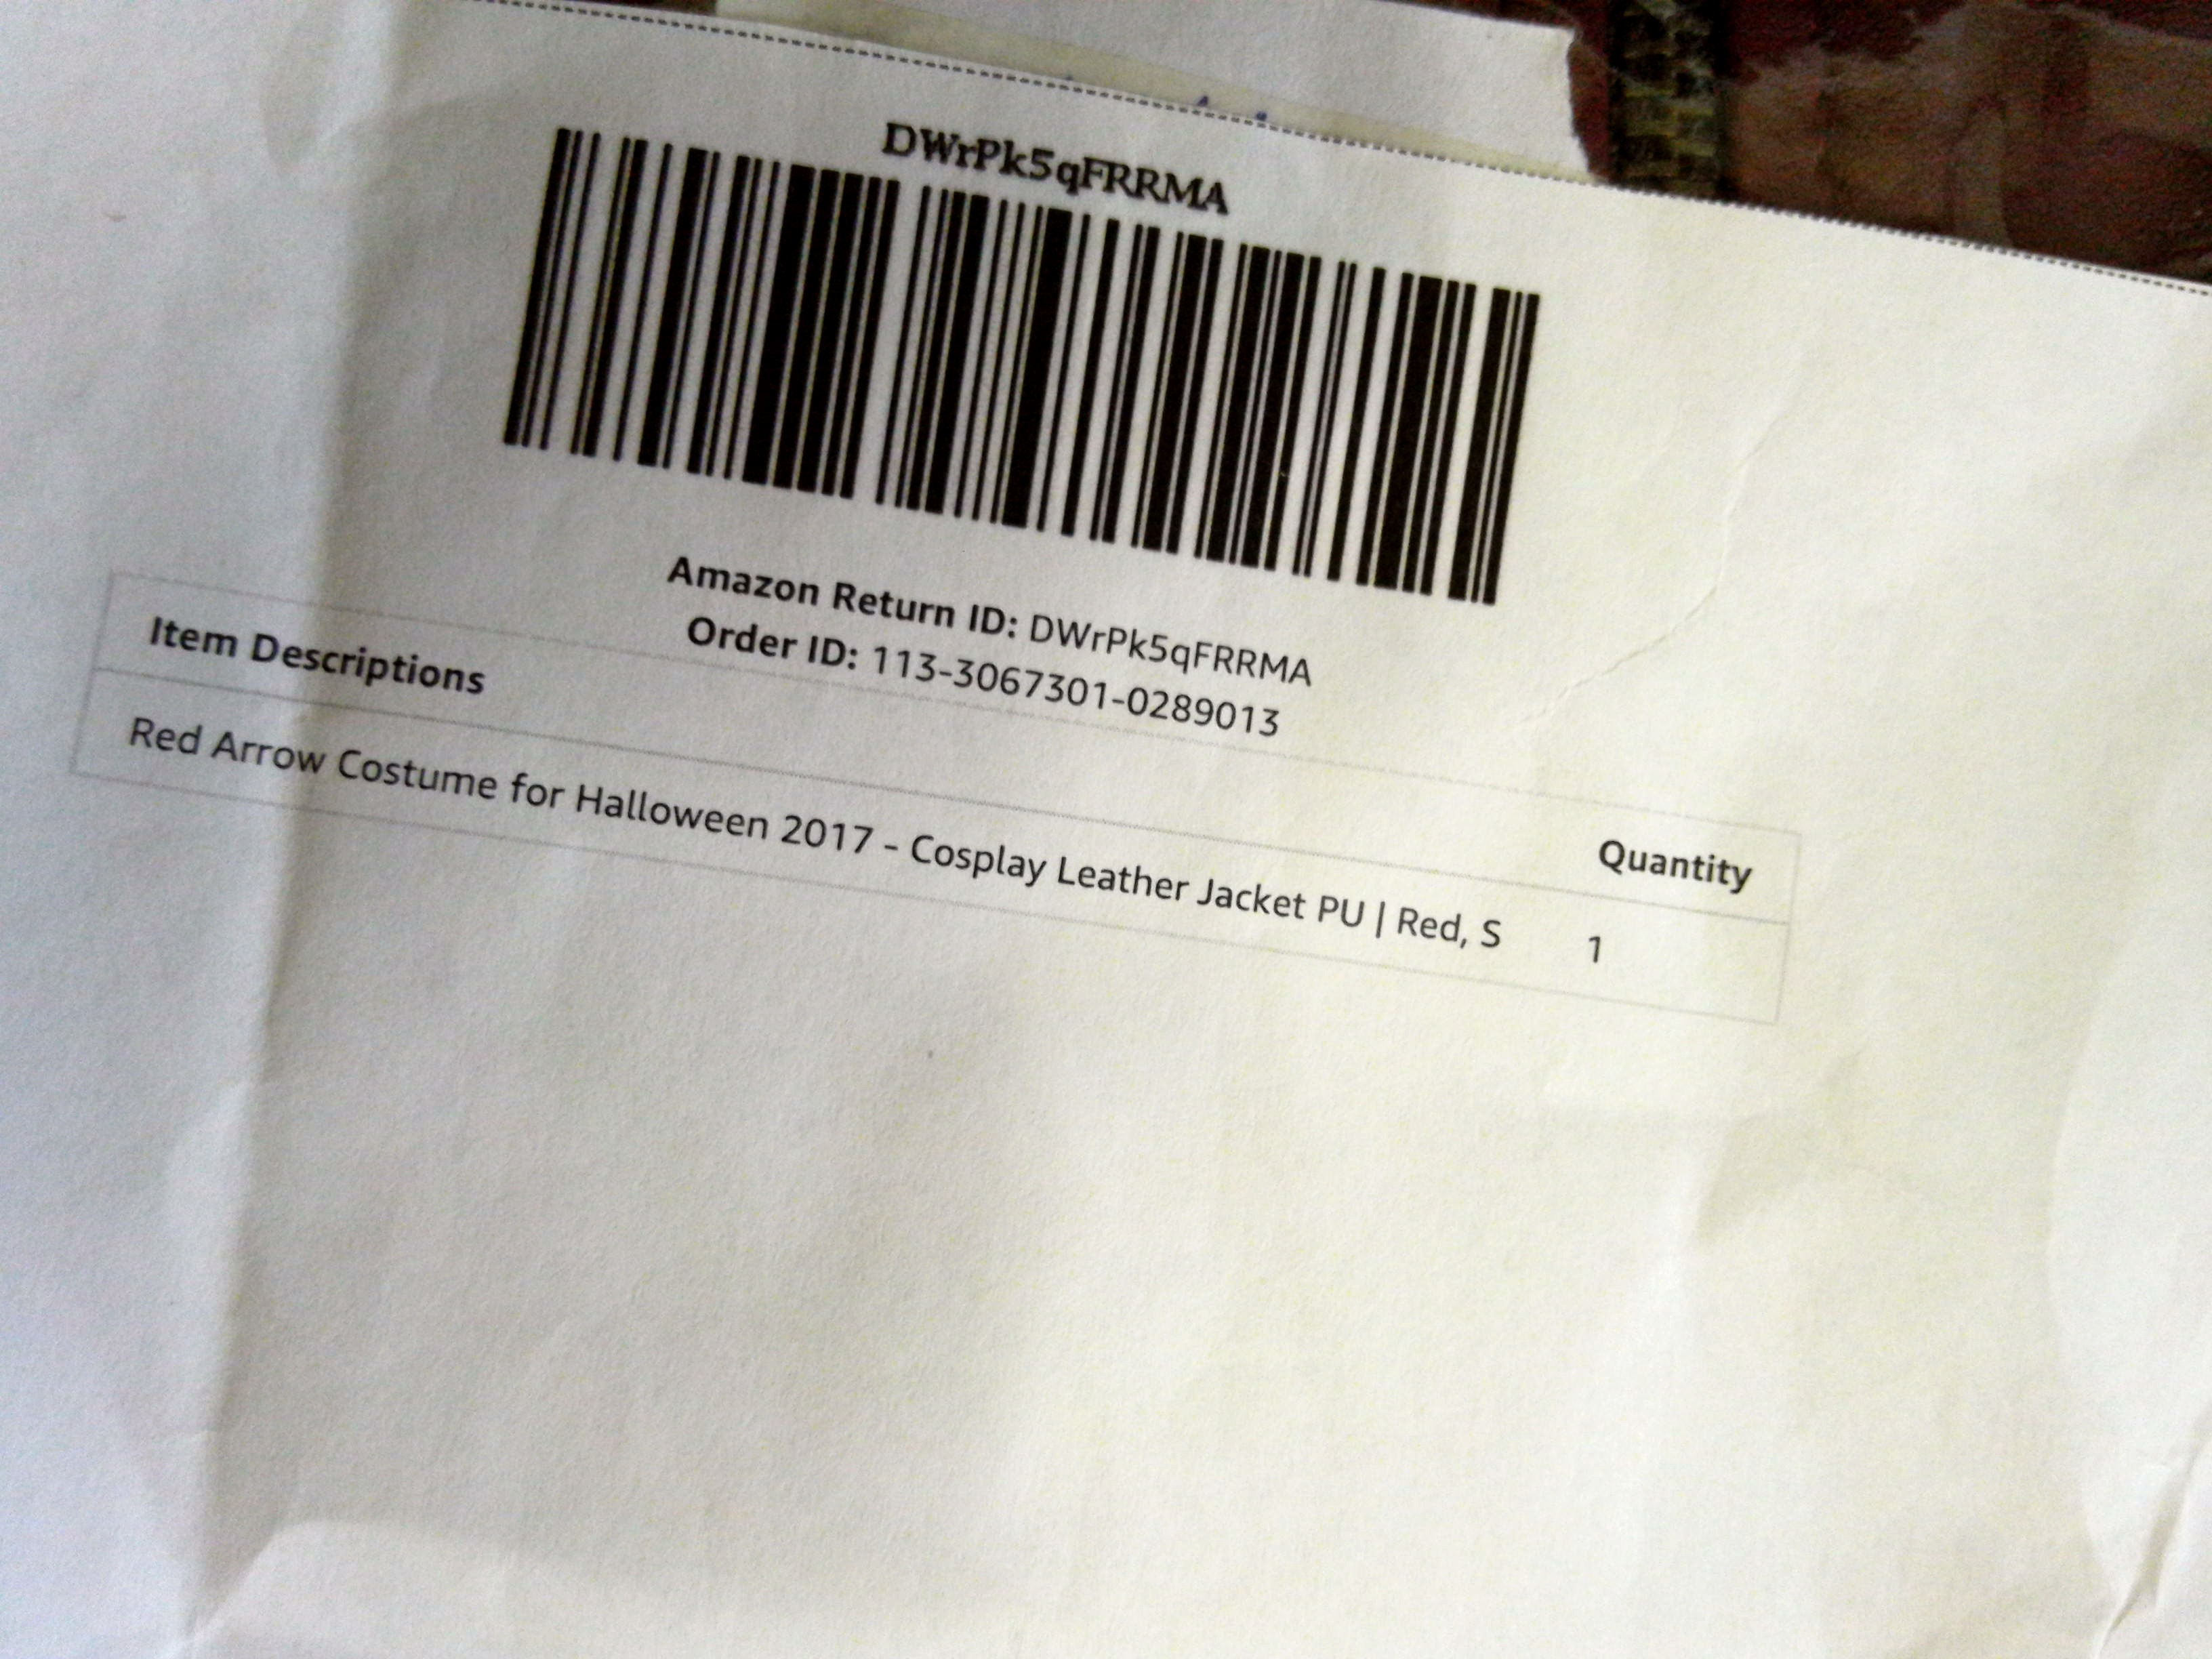 DWrPk5qFRRMA
Amazon Return ID: DWrPk5qFRRMA
Order ID: 113-3067301-0289013
Item Descriptions Quantity
Red Arrow Costume for Halloween 2017 - Cosplay Leather Jacket PU | Red, S 1